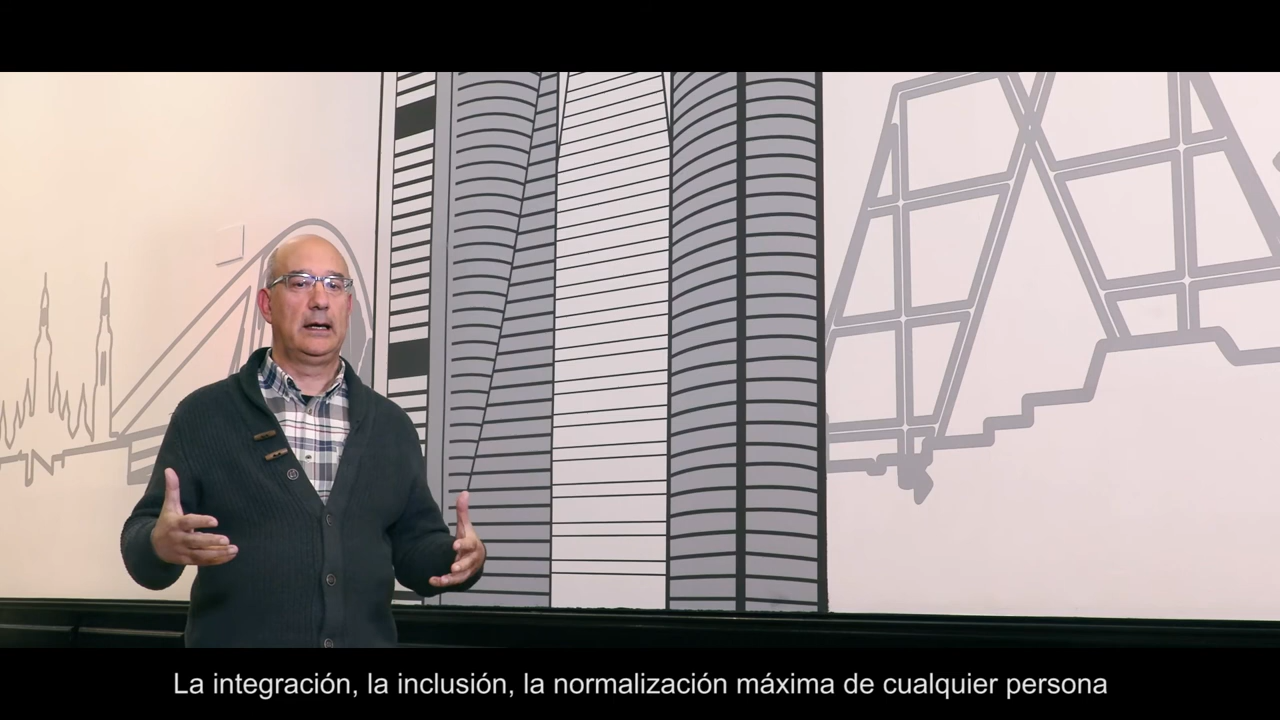 La integración, la inclusión, la normalización máxima de cualquier persona